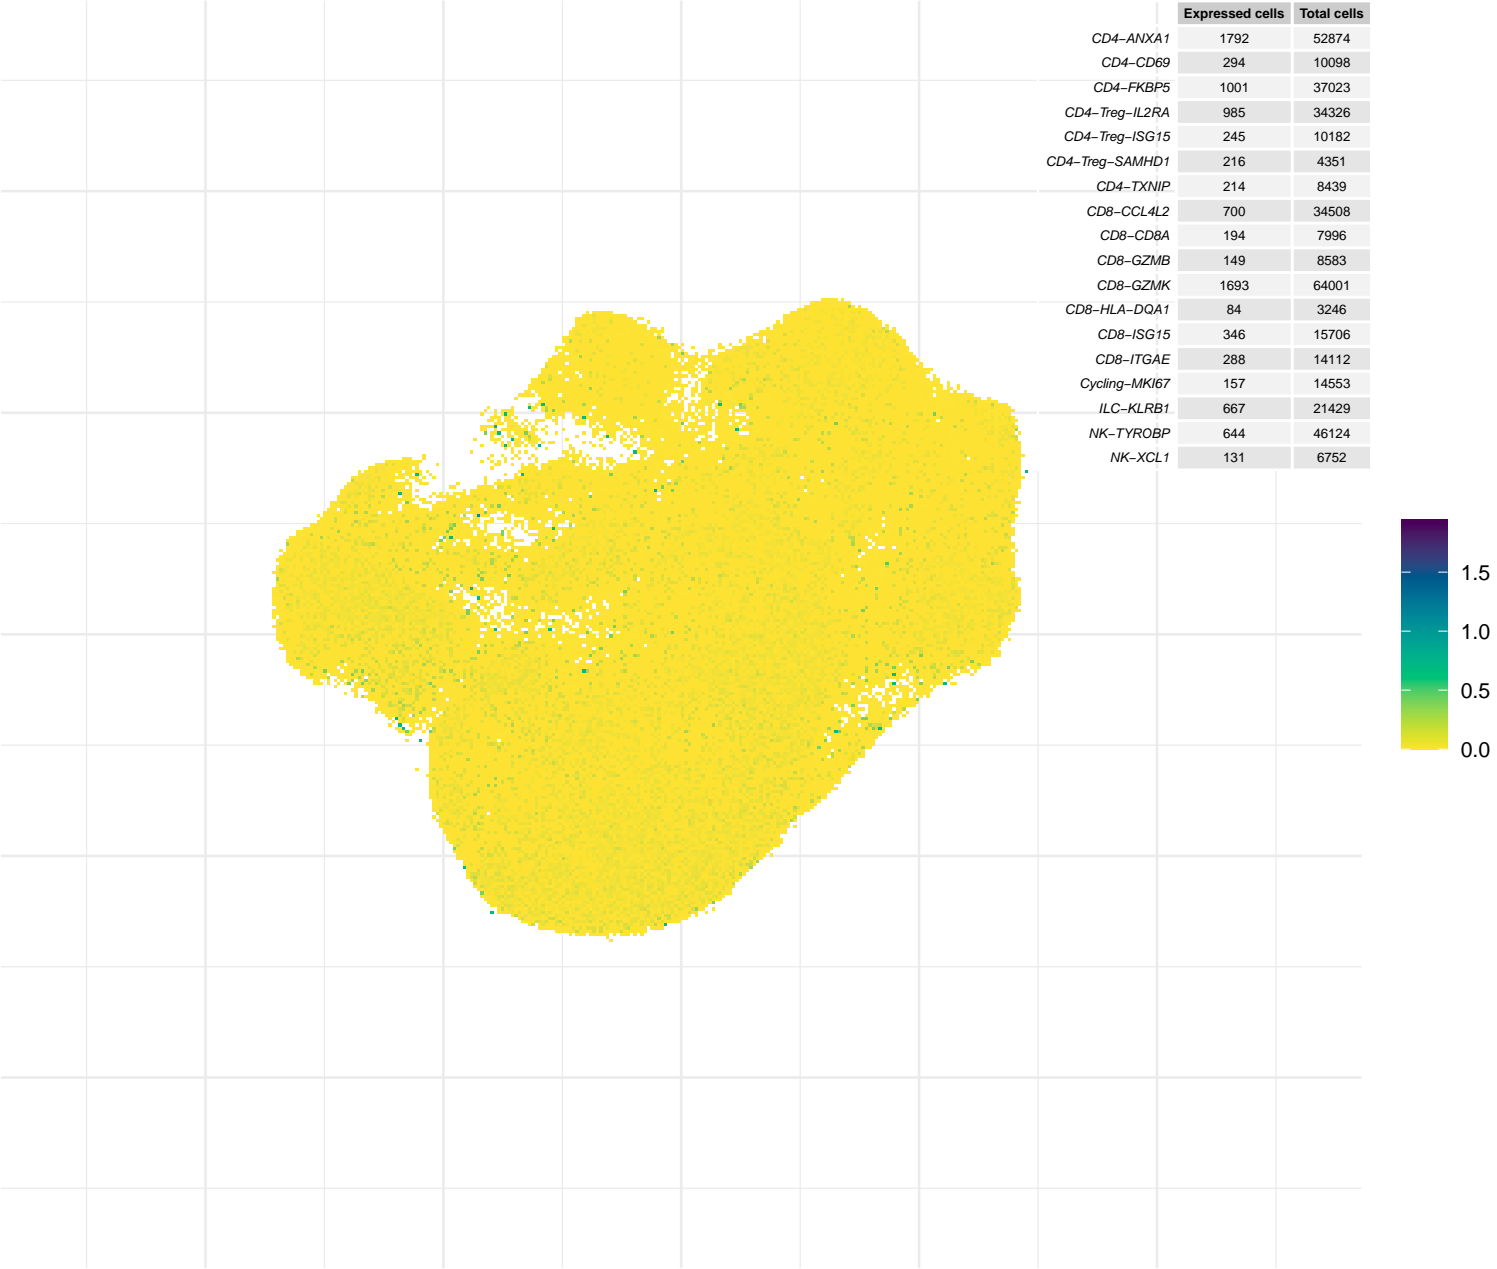 Expressed cells Total cells
CD4−ANXA1 1792 52874
CD4−CD69 294 10098
CD4−FKBP5 1001 37023
CD4−Treg−IL2RA 985 34326
CD4−Treg−ISG15 245 10182
CD4−Treg−SAMHD1 216 4351
CD4−TXNIP 214 8439
CD8−CCL4L2 700 34508
CD8−CD8A 194 7996
CD8−GZMB 149 8583
CD8−GZMK 1693 64001
CD8−HLA−DQA1 84 3246
CD8−ISG15 346 15706
CD8−ITGAE 288 14112
Cycling−MKI67 157 14553
ILC−KLRB1 667 21429
NK−TYROBP 644 46124
NK−XCL1 131 6752
1.5
1.0
0.5
0.0